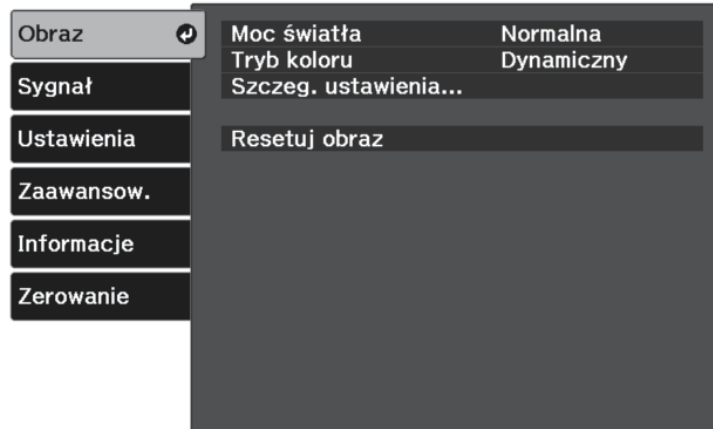 Obraz
Sygnał
Ustawienia
Zaawansow.
Informacje
Zerowanie
Moc światła Normalna
Tryb koloru Dynamiczny
Szczeg. ustawienia...
Resetuj obraz